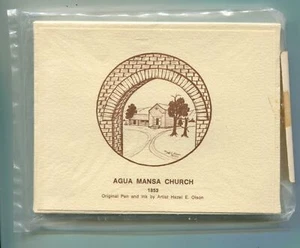 AGUA MANSA CHURCH
1853
Original Pen and Ink by Artist Hazel E. Olson